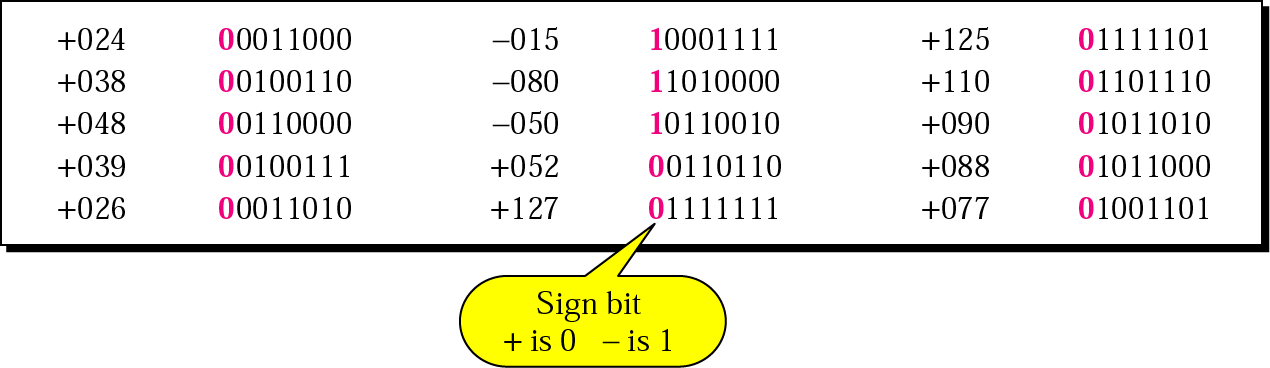 +024 00011000 –015 10001111 +125 01111101
+038 00100110 –080 11010000 +110 01101110
+048 00110000 –050 10110010 +090 01011010
+039 00100111 +052 00110110 +088 01011000
+026 00011010 +127 01111111 +077 01001101
Sign bit
+ is 0 – is 1